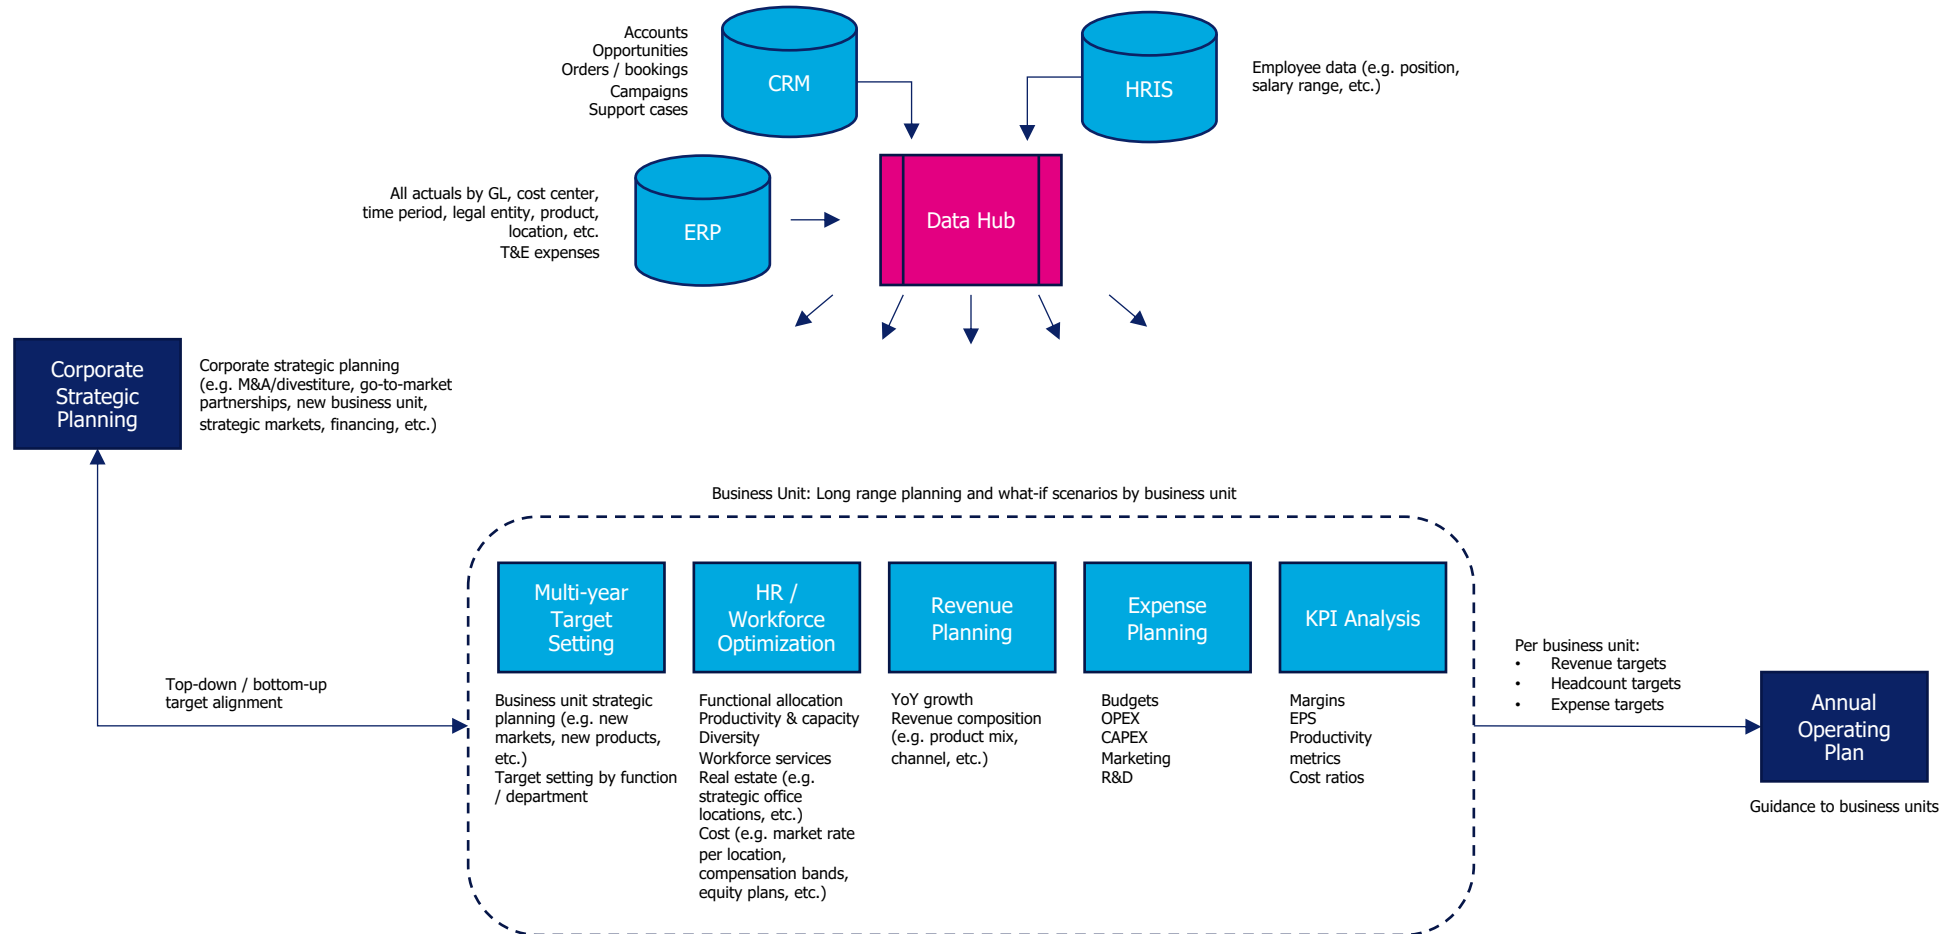 Accounts
Opportunities
Orders / bookings
Campaigns
Support cases
CRM
HRIS
Employee data (e.g. position,
salary range, etc.)
All actuals by GL, cost center,
time period, legal entity, product,
location, etc.
T&E expenses
ERP
Data Hub
Corporate
Strategic
Planning
Corporate strategic planning
(e.g. M&A/divestiture, go-to-market
partnerships, new business unit,
strategic markets, financing, etc.)
Business Unit: Long range planning and what-if scenarios by business unit
Top-down / bottom-up
target alignment
Multi-year
Target
Setting
Business unit strategic
planning (e.g. new
markets, new products,
etc.)
Target setting by function
/ department
HR /
Workforce
Optimization
Functional allocation
Productivity & capacity
Diversity
Workforce services
Real estate (e.g.
strategic office
locations, etc.)
Cost (e.g. market rate
per location,
compensation bands,
equity plans, etc.)
Revenue
Planning
YoY growth
Revenue composition
(e.g. product mix,
channel, etc.)
Expense
Planning
Budgets
OPEX
CAPEX
Marketing
R&D
KPI Analysis
Margins
EPS
Productivity
metrics
Cost ratios
Per business unit:
• Revenue targets
• Headcount targets
• Expense targets
Annual
Operating
Plan
Guidance to business units